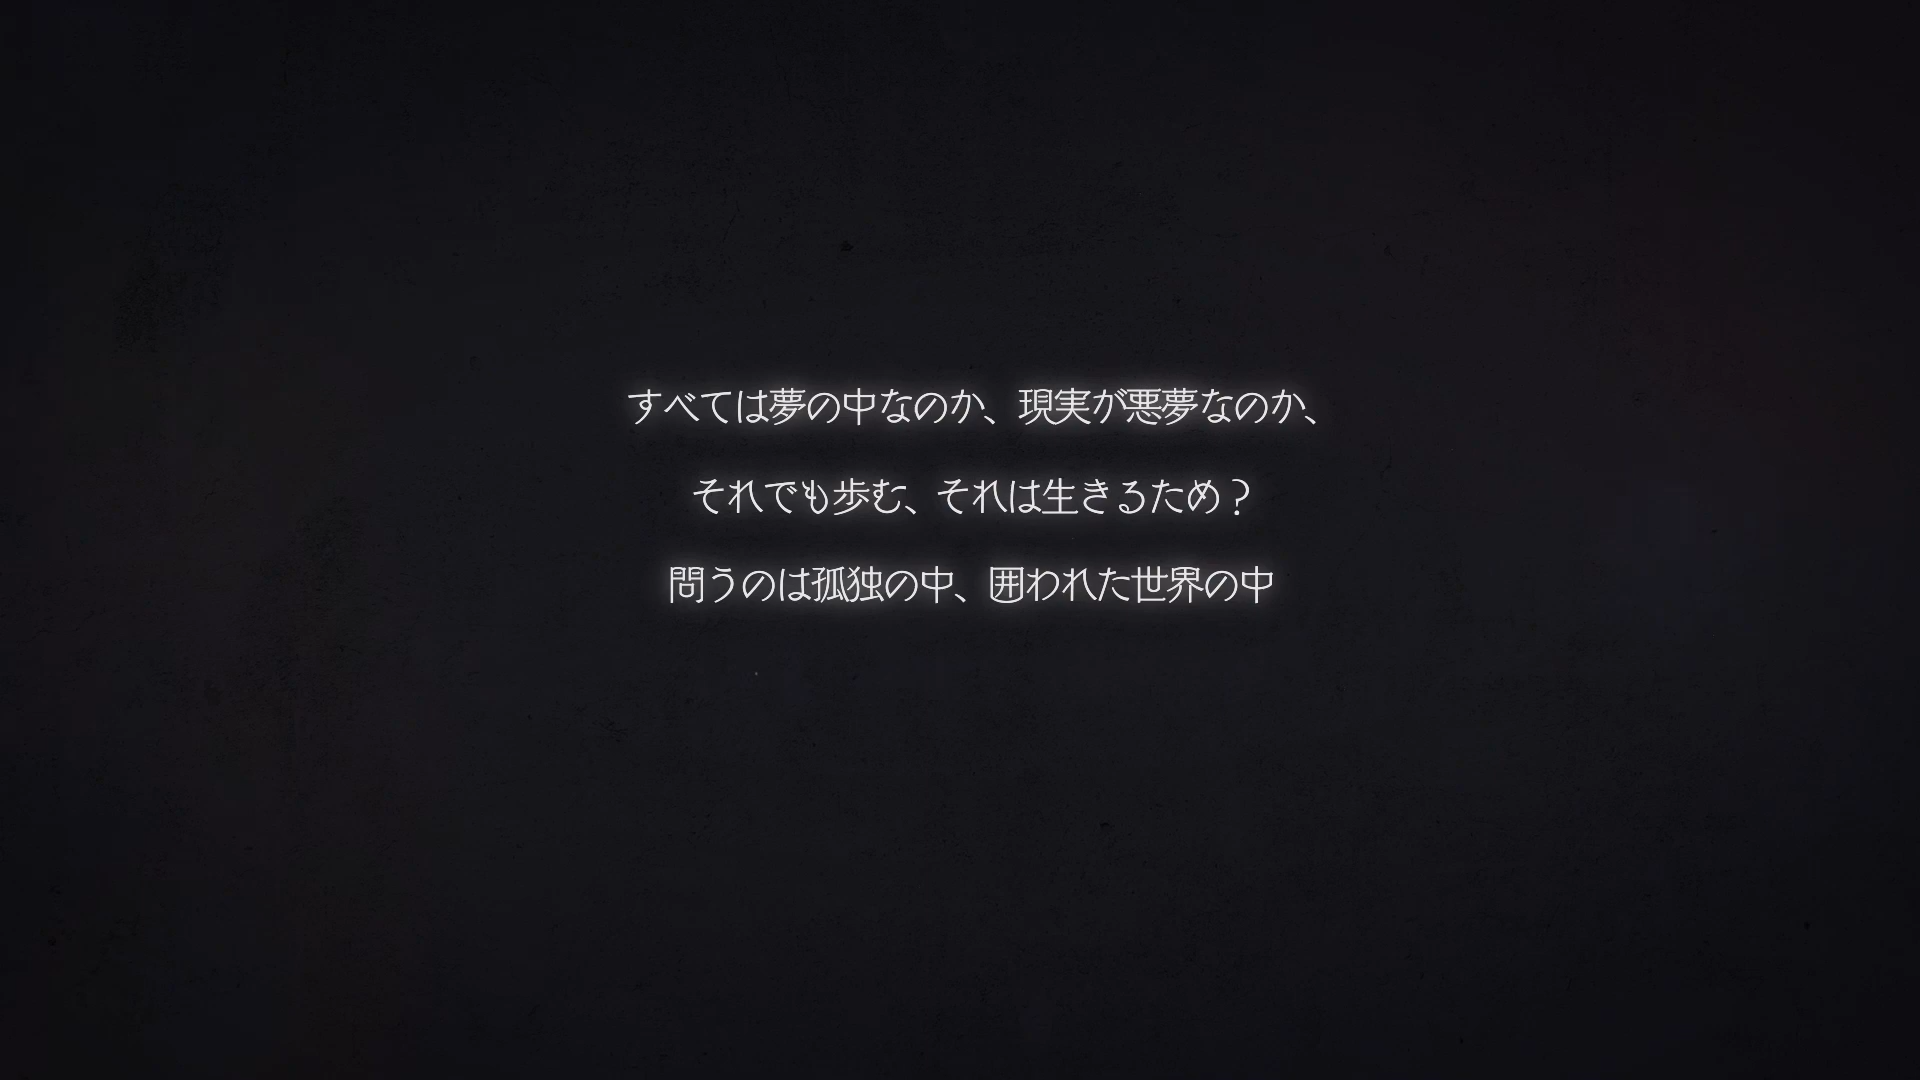 すべては夢の中なのか、現実が悪夢なのか、
それでも歩む、それは生きるため？
問うのは孤独の中、囲われた世界の中